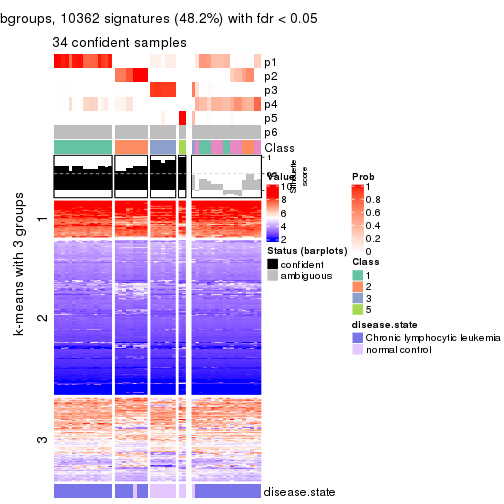 bgroups, 10362 signatures (48.2%) with fdr < 0.05
34 confident samples
p1
p2
p3
p4
p5
p6
Class
1
0
Silhouette
score
k-means with 3 groups
1
2
3
Value
10
8
6
4
2
Status (barplots)
confident
ambiguous
Prob
1
0.8
0.6
0.4
0.2
0
Class
1
2
3
5
disease.state
Chronic lymphocytic leukemia
normal control
disease.state